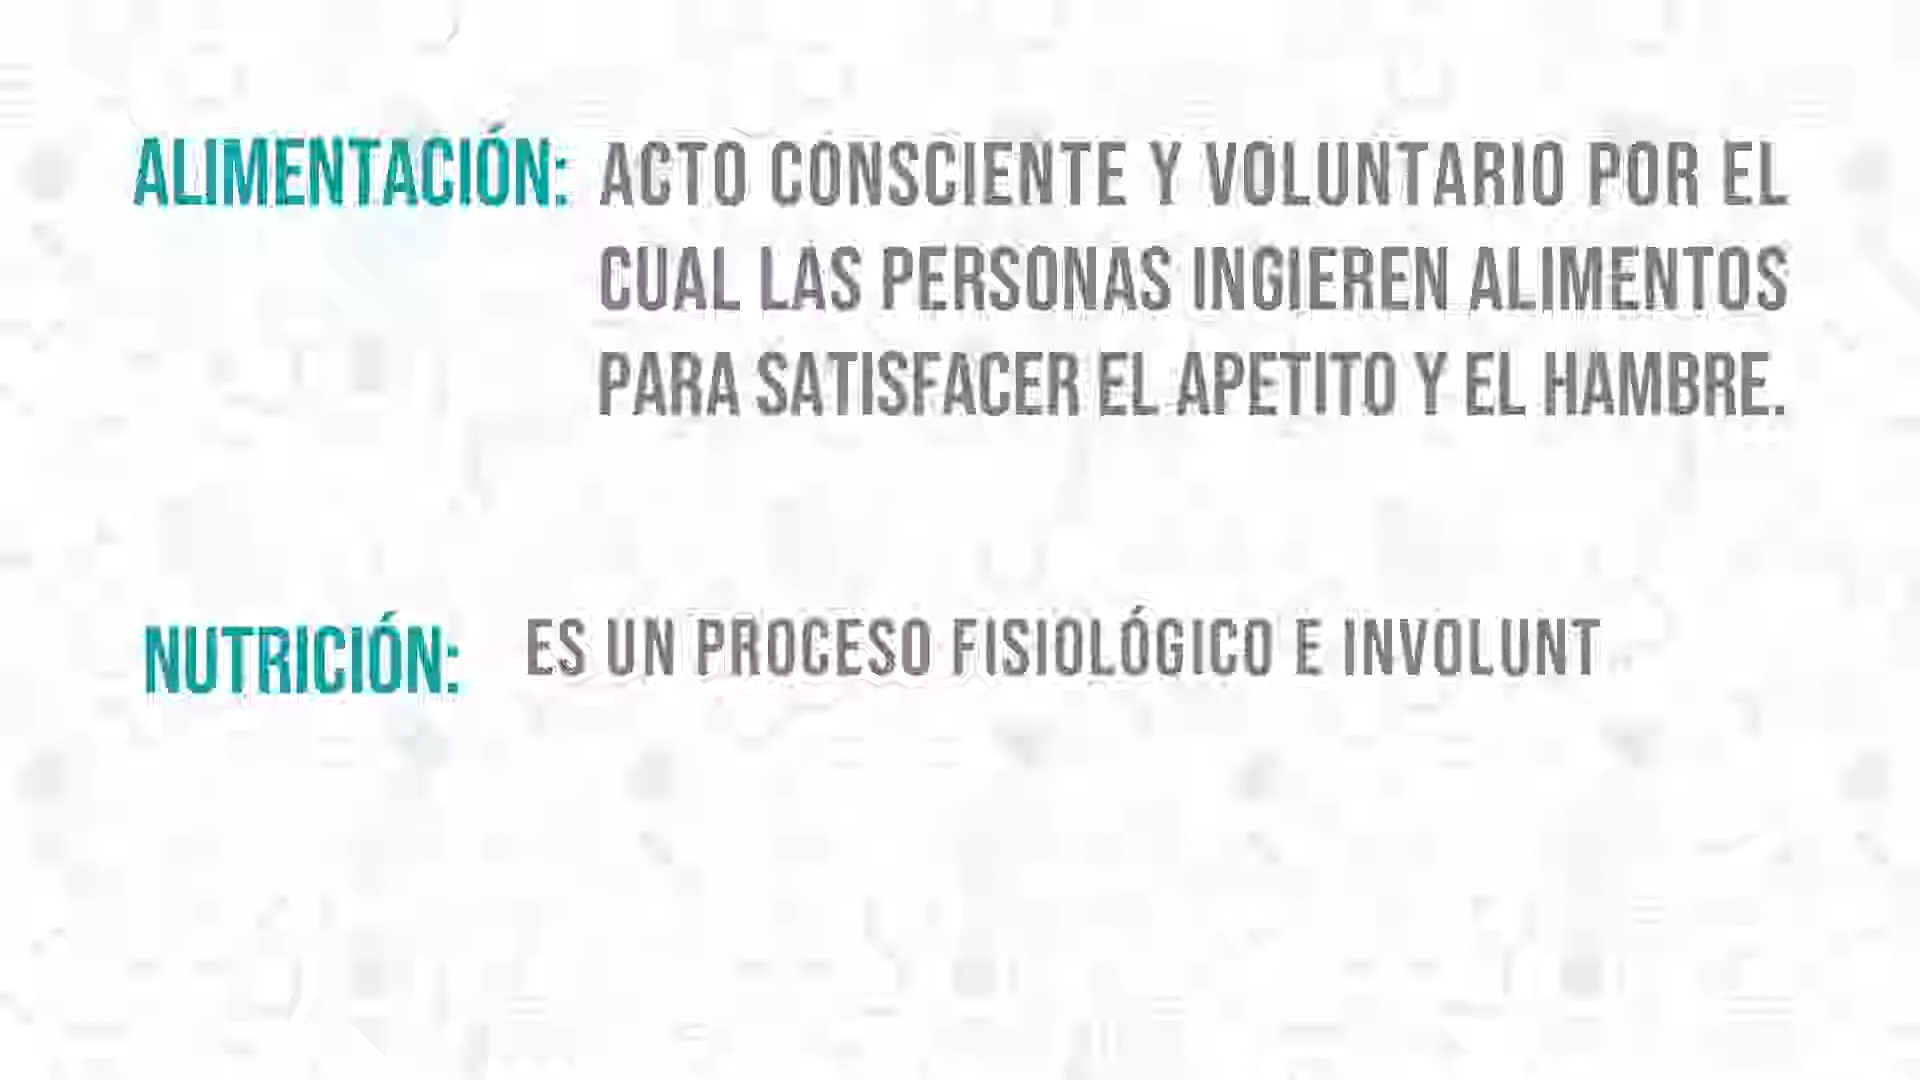 ALIMENTACIÓN: ACTO CONSCIENTE Y VOLUNTARIO POR EL
CUAL LAS PERSONAS INGIEREN ALIMENTOS
PARA SATISFACER EL APETITO Y EL HAMBRE.
NUTRICIÓN: ES UN PROCESO FISIOLÓGICO E INVOLUNT